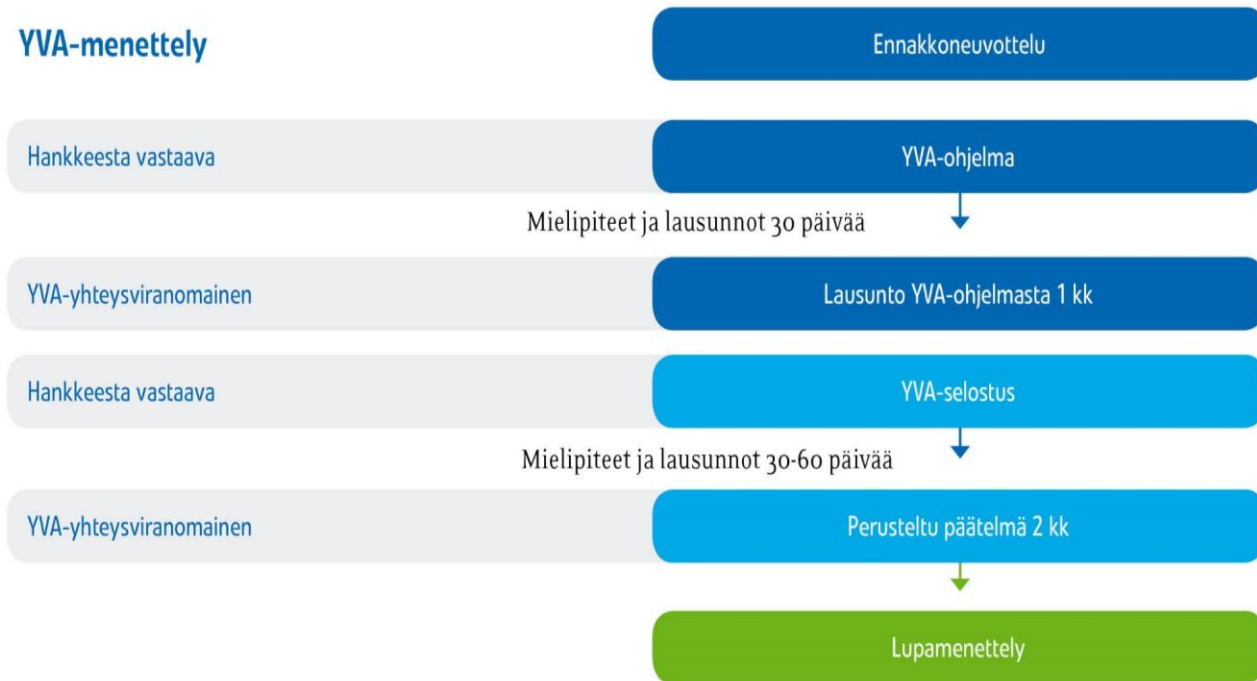 YVA-menettely
Ennakkoneuvottelu
Hankkeesta vastaava
YVA-ohjelma
Mielipiteet ja lausunnot 30 päivää
YVA-yhteysviranomainen
Lausunto YVA-ohjelmasta 1 kk
Hankkeesta vastaava
YVA-selostus
Mielipiteet ja lausunnot 30-60 päivää
YVA-yhteysviranomainen
Perusteltu päätelmä 2 kk
Lupamenettely